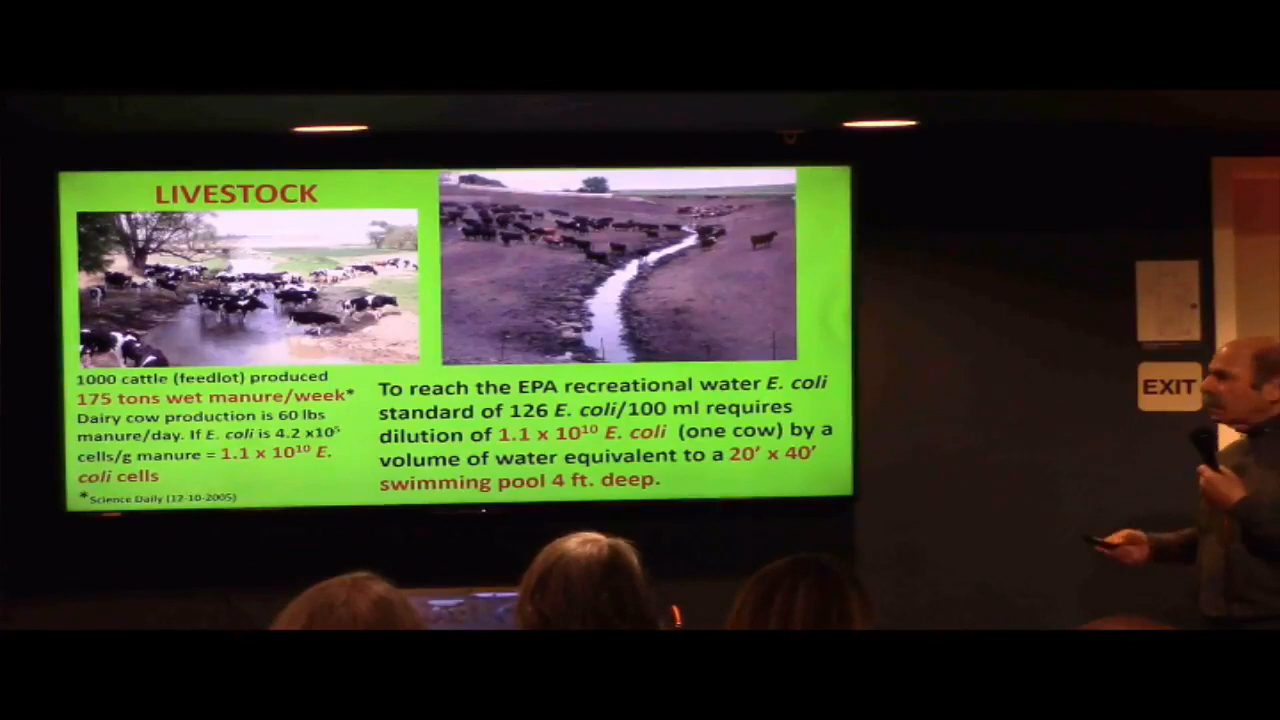 LIVESTOCK
1000 cattle (feedlot) produced
175 tons wet manure/week*
Dairy cow production is 60 lbs
manure/day. If E. coli is 4.2 x10⁵
cells/g manure = 1.1 x 10¹⁰ E.
coli cells
*Science Daily (12-10-2005)
To reach the EPA recreational water E. coli
standard of 126 E. coli/100 ml requires
dilution of 1.1 x 10¹⁰ E. coli (one cow) by a
volume of water equivalent to a 20' x 40'
swimming pool 4 ft. deep.
EXIT